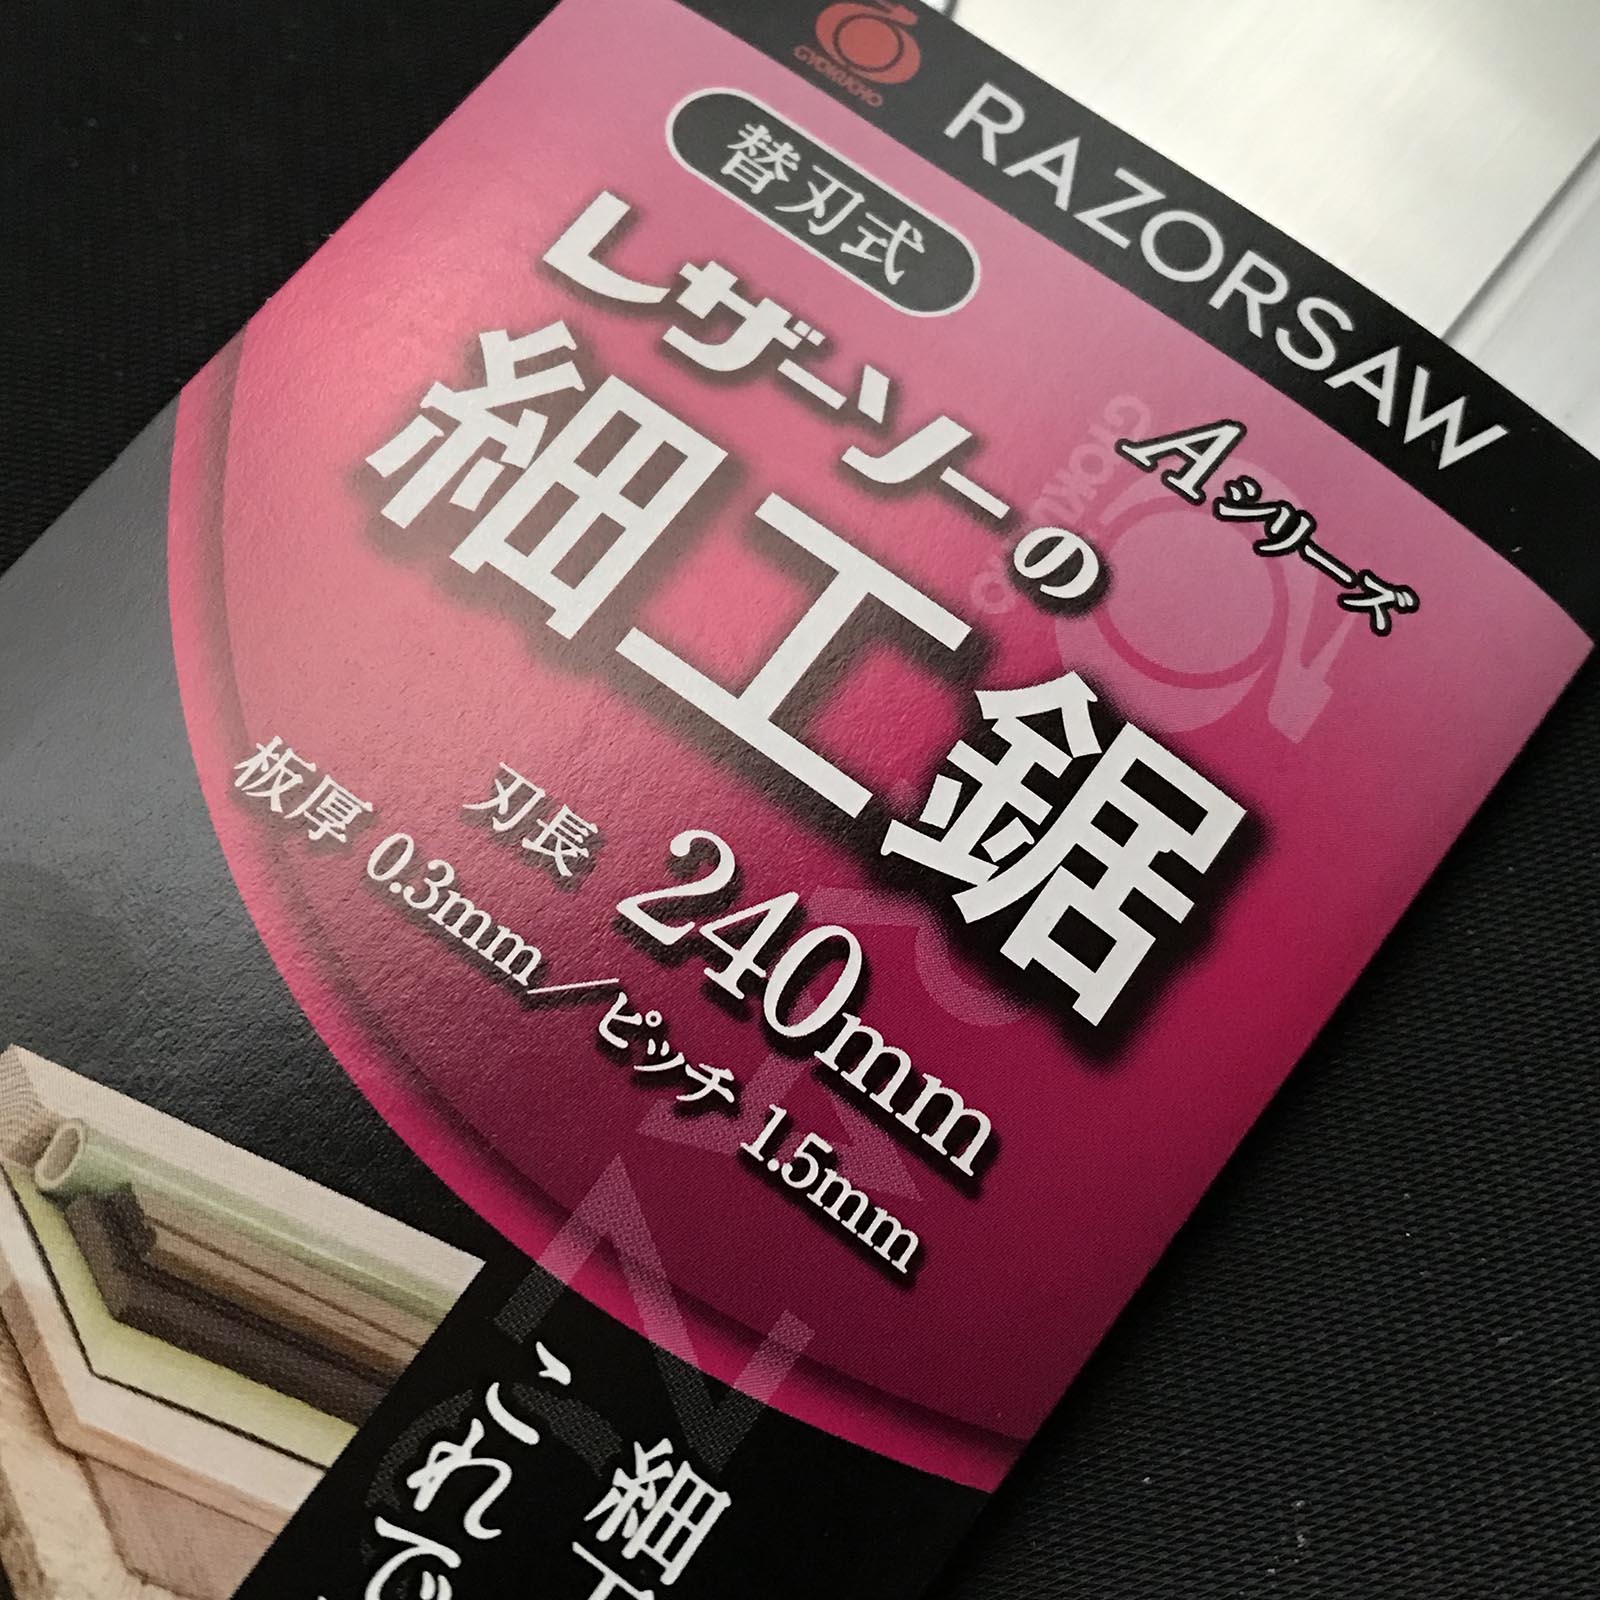 GYOKUCHO
RAZORSAW
替刃式
Aシリーズ
レザーソーの
細工鋸
刃長 240mm
板厚 0.3mm／ピッチ 1.5mm
細工
これで